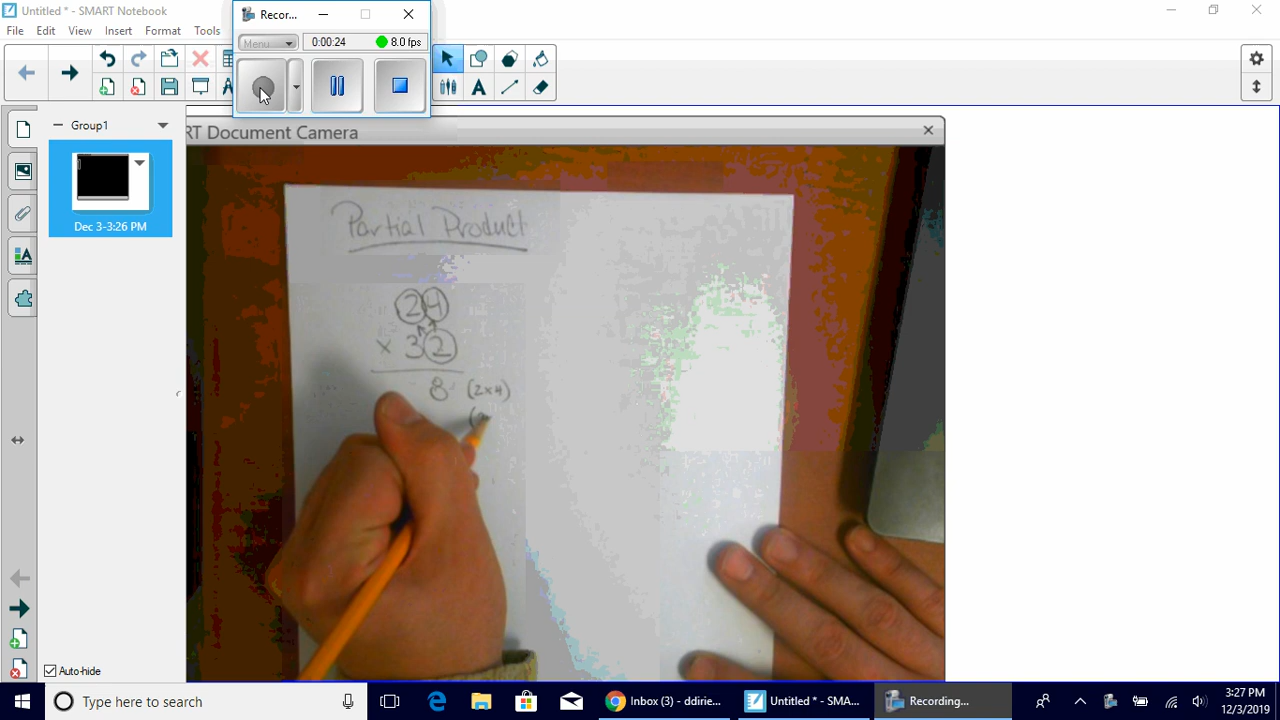 Untitled * - SMART Notebook
File Edit View Insert Format Tools
Recor...
Menu 0:00:24 8.0 fps
Group1
Dec 3-3:26 PM
RT Document Camera
Partial Product
24
× 32
8 (2×4)
(2
Auto-hide
Type here to search
Inbox (3) - ddirie...
Untitled * - SMA...
Recording...
3:27 PM
12/3/2019